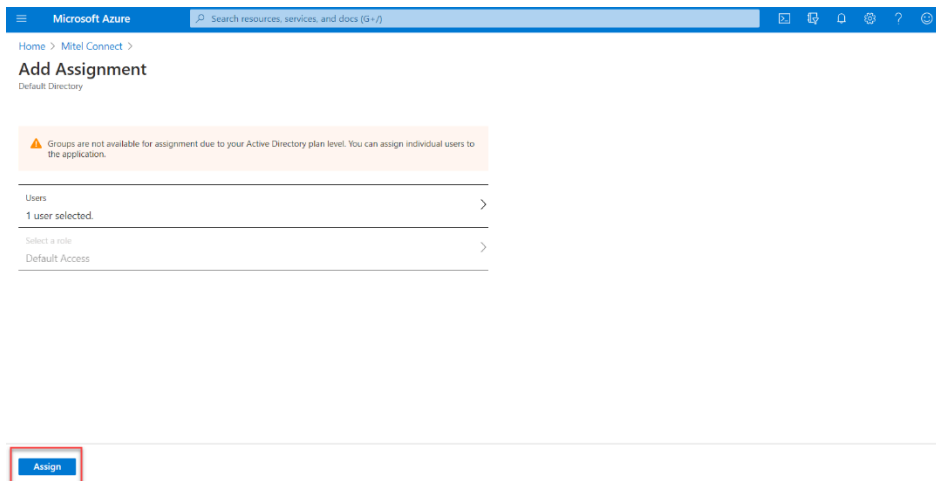 Microsoft Azure
Search resources, services, and docs (G+/)
Home > Mitel Connect >
Add Assignment
Default Directory
Groups are not available for assignment due to your Active Directory plan level. You can assign individual users to
the application.
Users
1 user selected.
Select a role
Default Access
Assign